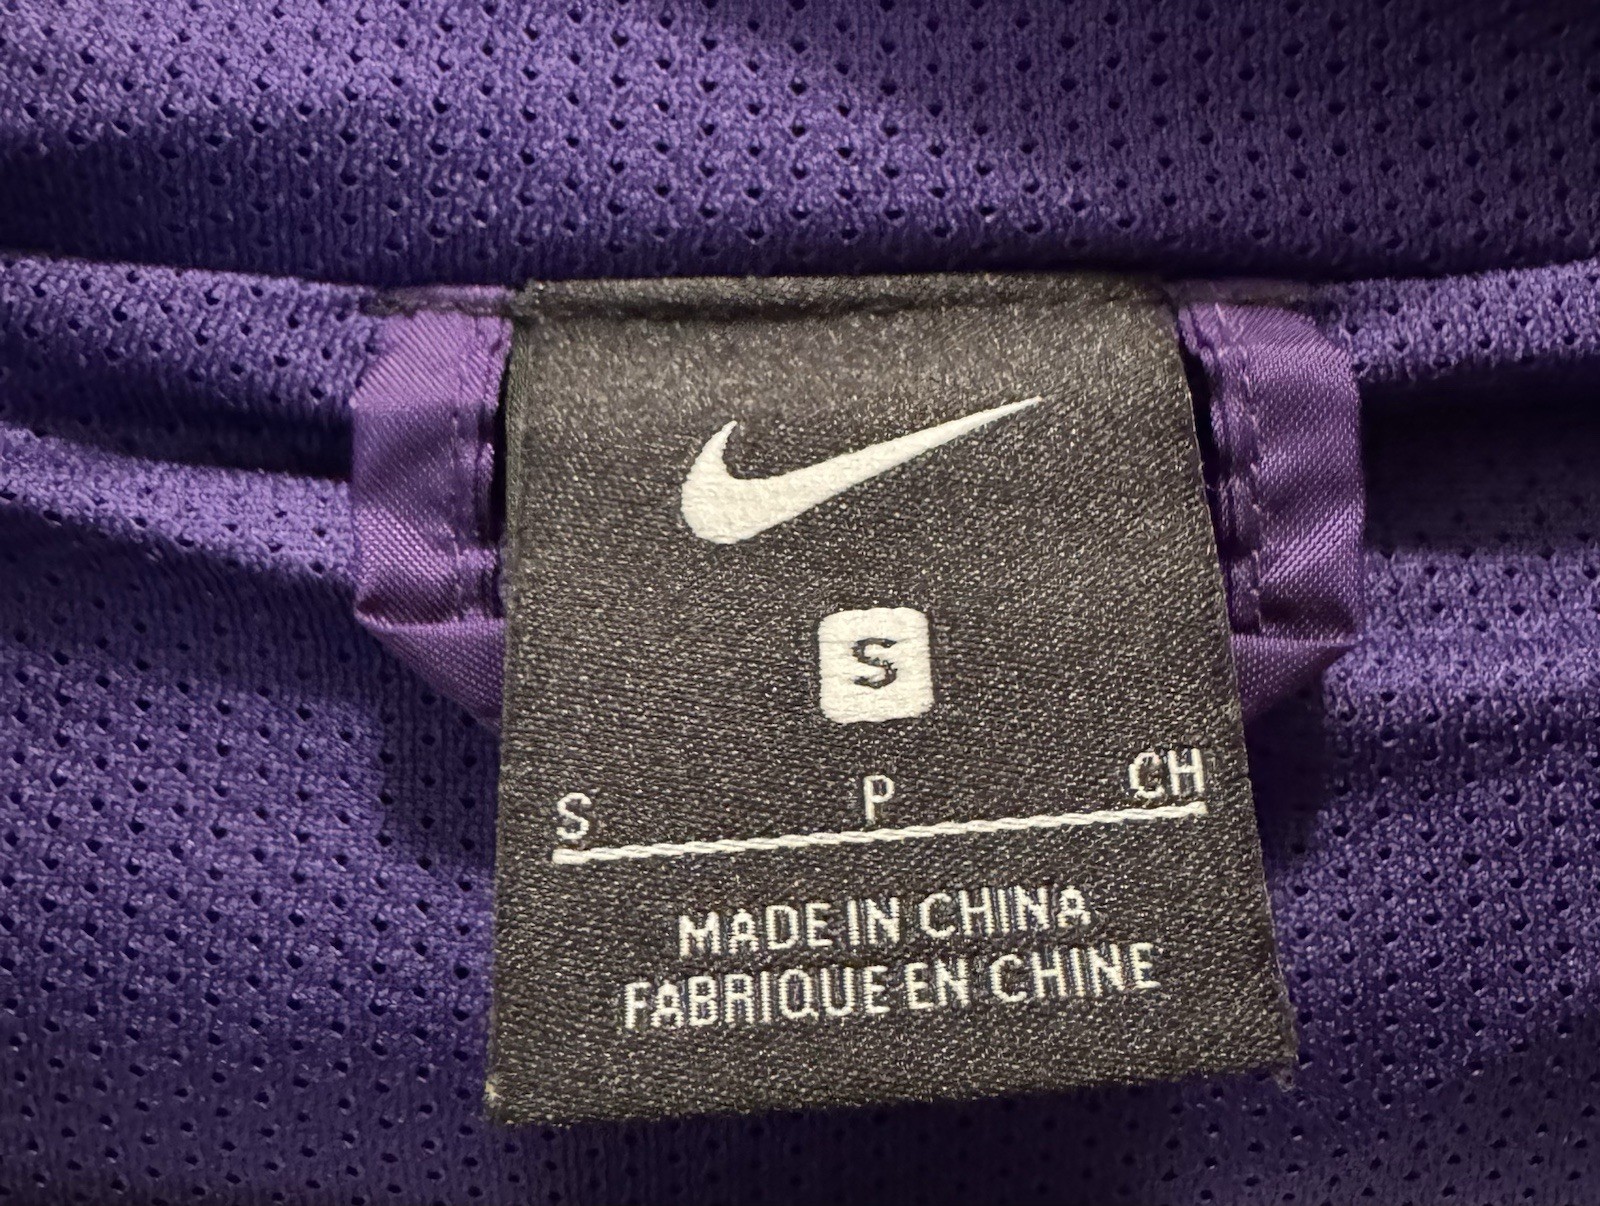 S
S P CH
MADE IN CHINA
FABRIQUE EN CHINE